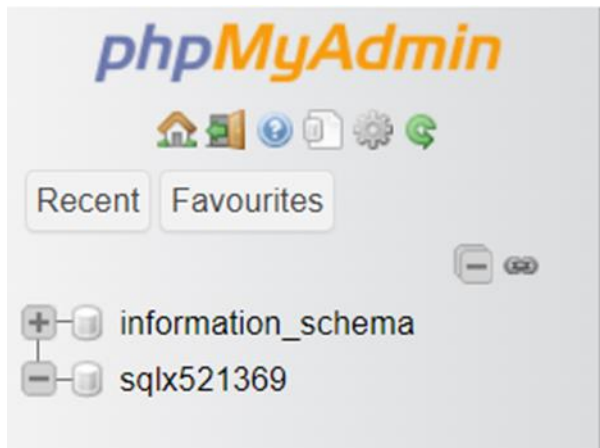 phpMyAdmin
Recent Favourites
information_schema
sqlx521369